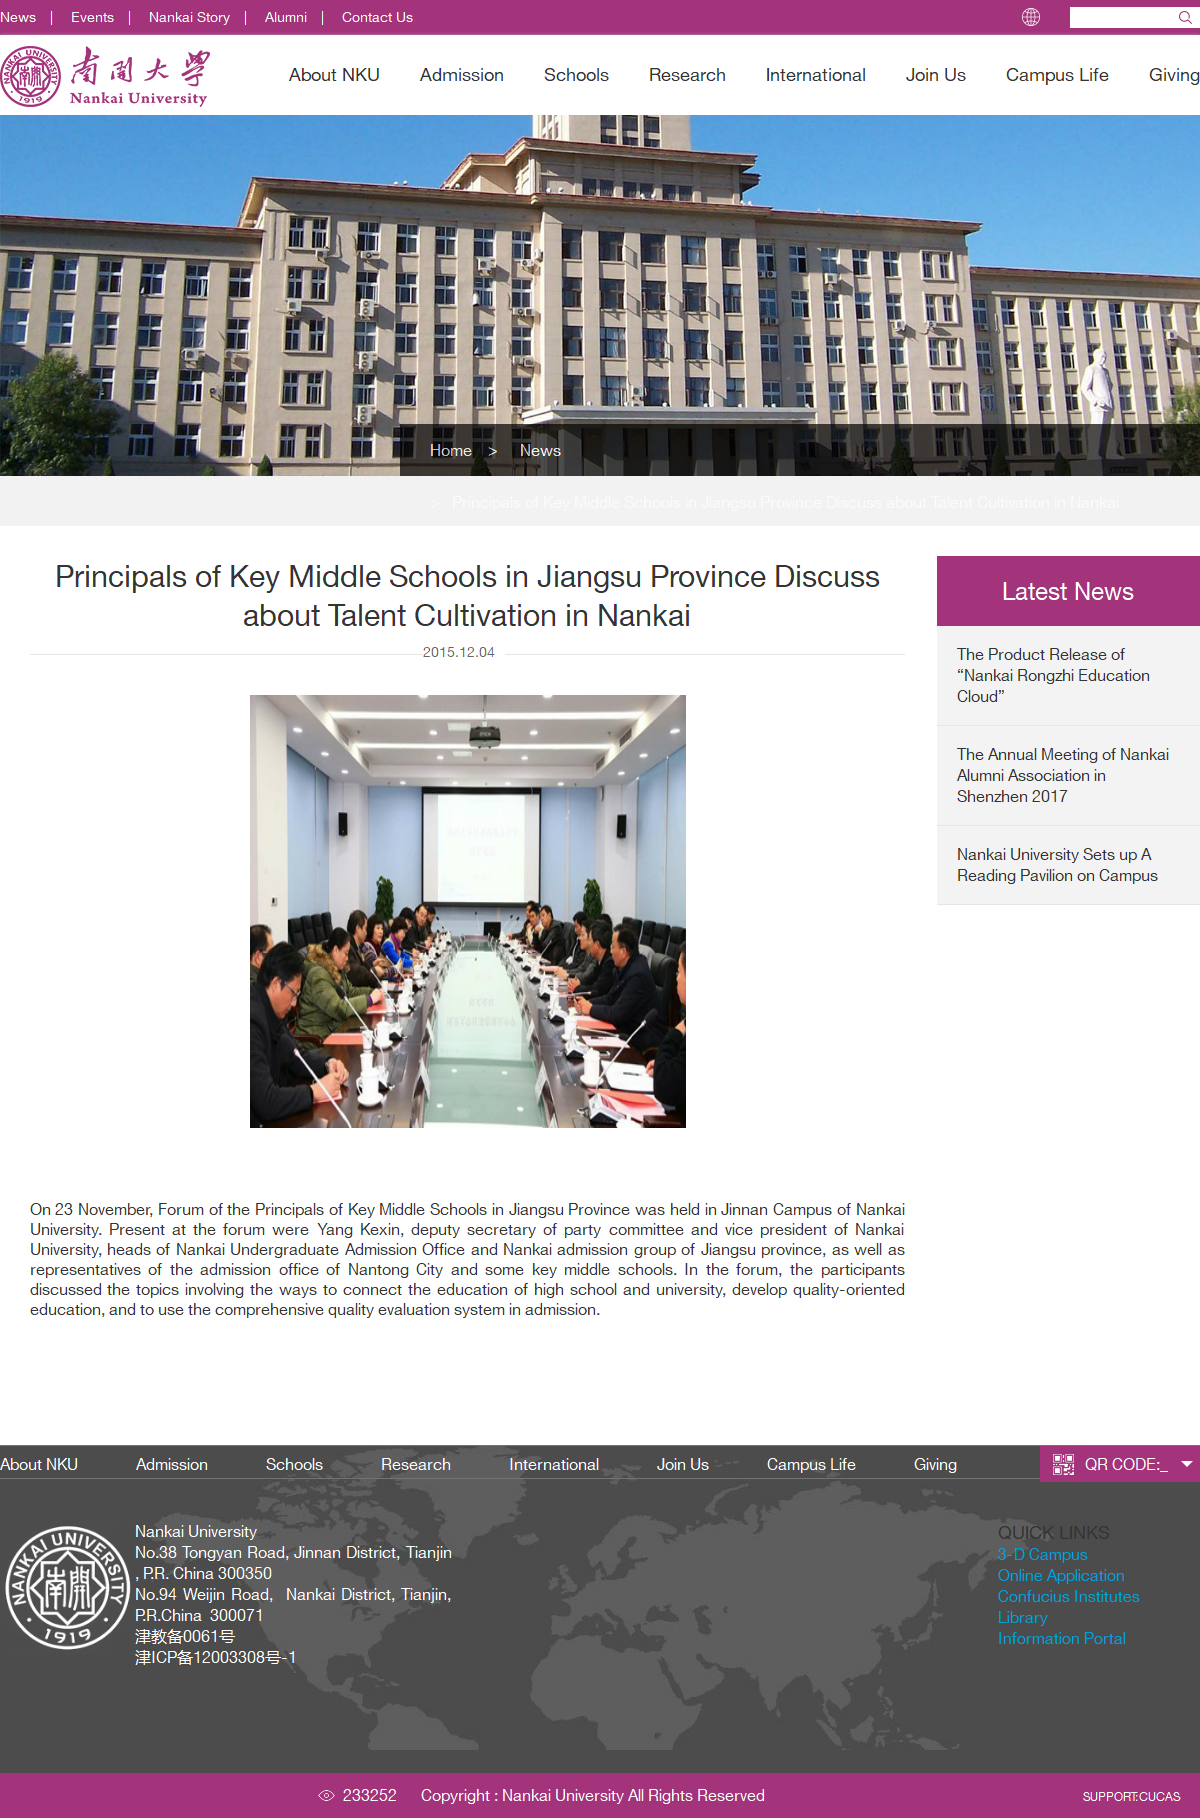 News | Events | Nankai Story | Alumni | Contact Us
NANKAI UNIVERSITY
1919
南開大學
Nankai University
About NKU Admission Schools Research International Join Us Campus Life Giving
Home > News
> Principals of Key Middle Schools in Jiangsu Province Discuss about Talent Cultivation in Nankai
Principals of Key Middle Schools in Jiangsu Province Discuss
about Talent Cultivation in Nankai
2015.12.04
Latest News
The Product Release of
“Nankai Rongzhi Education
Cloud”
The Annual Meeting of Nankai
Alumni Association in
Shenzhen 2017
Nankai University Sets up A
Reading Pavilion on Campus
On 23 November, Forum of the Principals of Key Middle Schools in Jiangsu Province was held in Jinnan Campus of Nankai
University. Present at the forum were Yang Kexin, deputy secretary of party committee and vice president of Nankai
University, heads of Nankai Undergraduate Admission Office and Nankai admission group of Jiangsu province, as well as
representatives of the admission office of Nantong City and some key middle schools. In the forum, the participants
discussed the topics involving the ways to connect the education of high school and university, develop quality-oriented
education, and to use the comprehensive quality evaluation system in admission.
About NKU Admission Schools Research International Join Us Campus Life Giving
QR CODE:_
NANKAI UNIVERSITY
南開
1919
Nankai University
No.38 Tongyan Road, Jinnan District, Tianjin
, P.R. China 300350
No.94 Weijin Road, Nankai District, Tianjin,
P.R.China 300071
津教备0061号
津ICP备12003308号-1
QUICK LINKS
3-D Campus
Online Application
Confucius Institutes
Library
Information Portal
233252 Copyright : Nankai University All Rights Reserved
SUPPORT:CUCAS